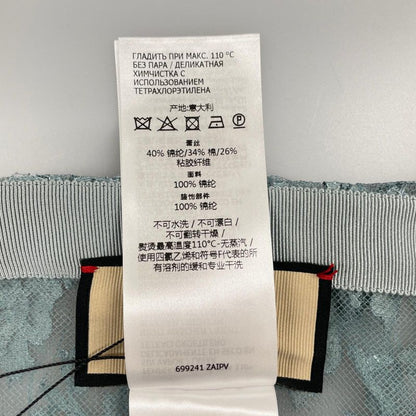 ГЛАДИТЬ ПРИ МАКС. 110 °C
БЕЗ ПАРА / ДЕЛИКАТНАЯ
ХИМЧИСТКА С
ИСПОЛЬЗОВАНИЕМ
ТЕТРАХЛОРЭТИЛЕНА
产地:意大利
蕾丝
40% 锦纶/34% 棉/26%
粘胶纤维
面料
100% 锦纶
饰部件
100% 锦纶
不可水洗 / 不可漂白 /
不可翻转干燥 /
熨烫最高温度110°C-无蒸汽 /
使用四氯乙烯和符号F代表的所
有溶剂的缓和专业干洗
699241 ZAIPV